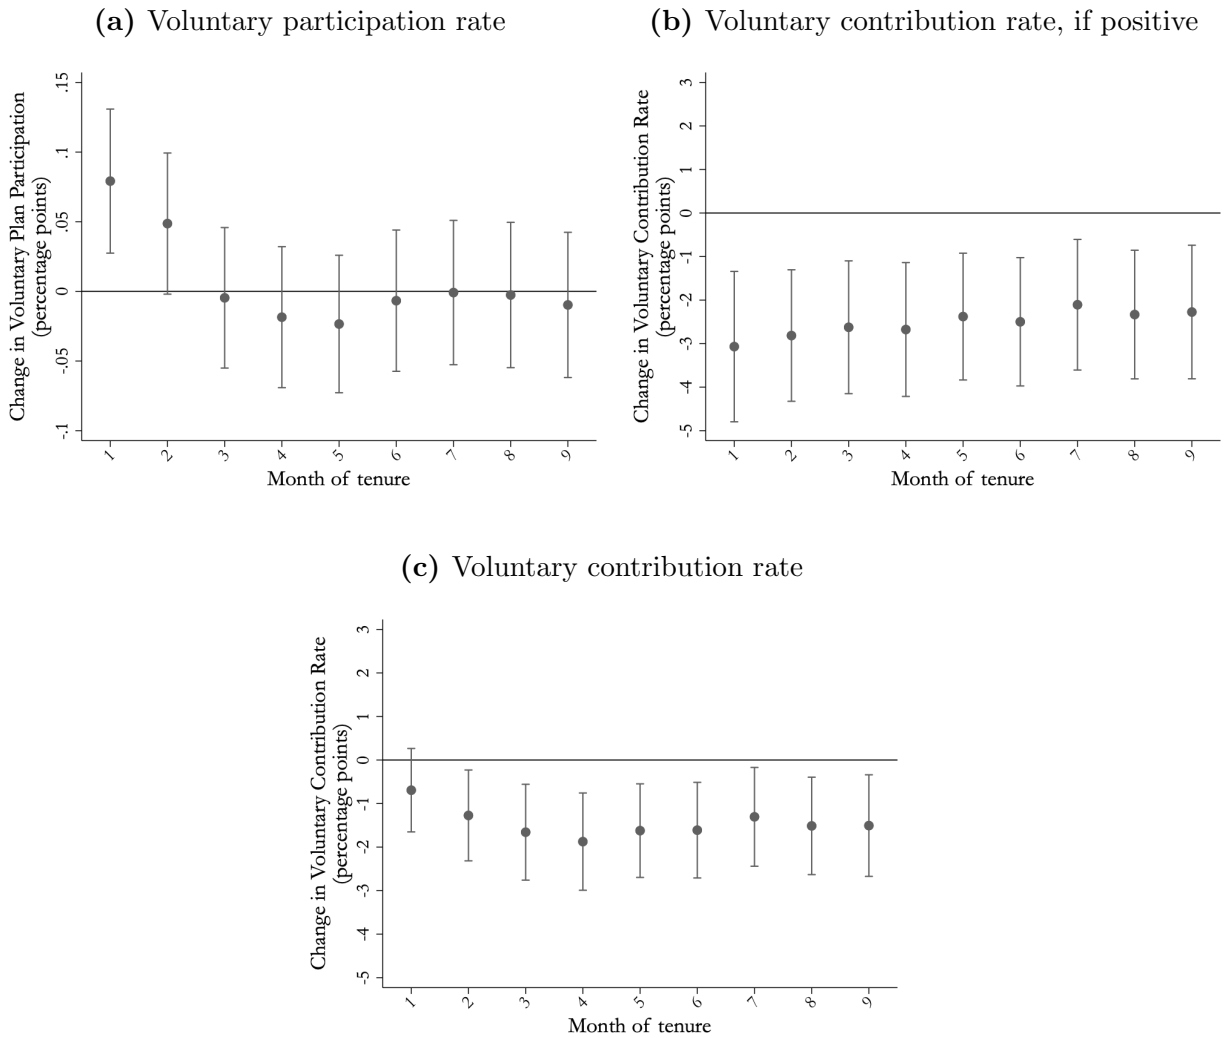 (a) Voluntary participation rate
Change in Voluntary Plan Participation
(percentage points)
.15
.1
.05
0
-.05
-.1
1 2 3 4 5 6 7 8 9
Month of tenure
(b) Voluntary contribution rate, if positive
Change in Voluntary Contribution Rate
(percentage points)
3
2
1
0
-1
-2
-3
-4
-5
1 2 3 4 5 6 7 8 9
Month of tenure
(c) Voluntary contribution rate
Change in Voluntary Contribution Rate
(percentage points)
3
2
1
0
-1
-2
-3
-4
-5
1 2 3 4 5 6 7 8 9
Month of tenure